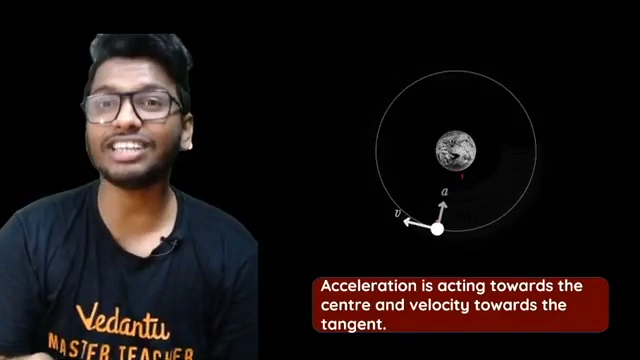 Vedantu
MASTER TEACHER
a
v
Acceleration is acting towards the
centre and velocity towards the
tangent.